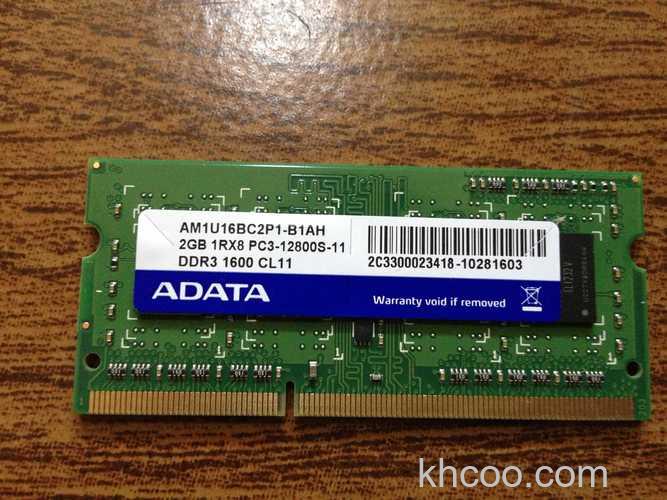 AM1U16BC2P1-B1AH
2GB 1RX8 PC3-12800S-11
DDR3 1600 CL11
2C3300023418-10281603
ADATA
Warranty void if removed
khcoo.com